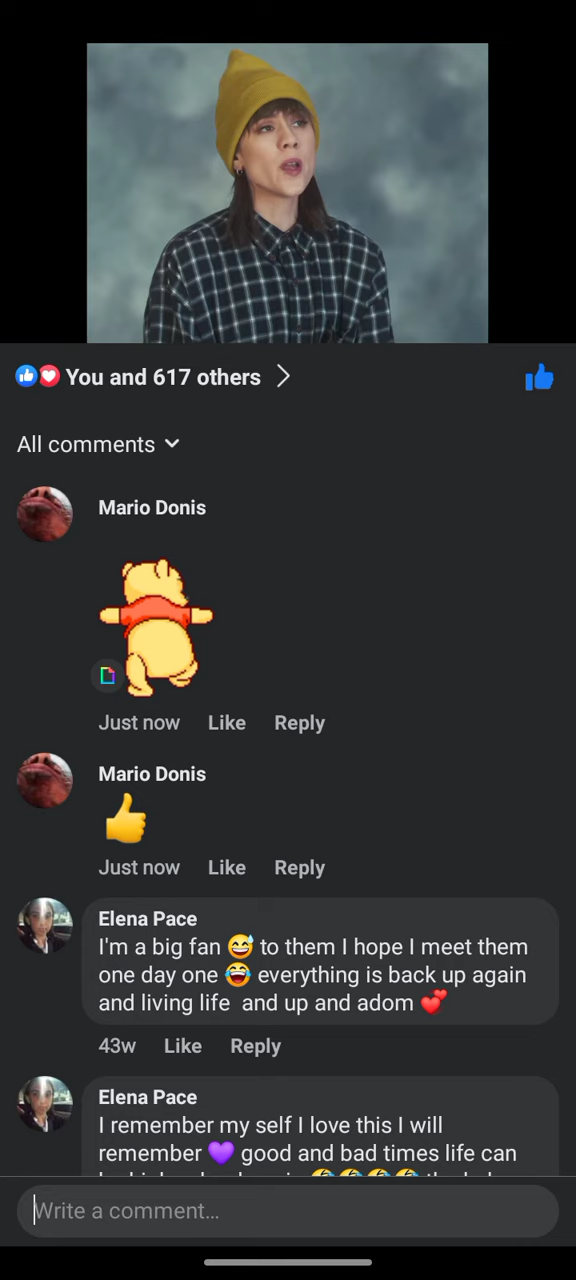 You and 617 others
All comments
Mario Donis
Just now Like Reply
Mario Donis
👍
Just now Like Reply
Elena Pace
I'm a big fan 😅 to them I hope I meet them
one day one 😂 everything is back up again
and living life and up and adom 💕
43w Like Reply
Elena Pace
I remember my self I love this I will
remember 💜 good and bad times life can
Write a comment…